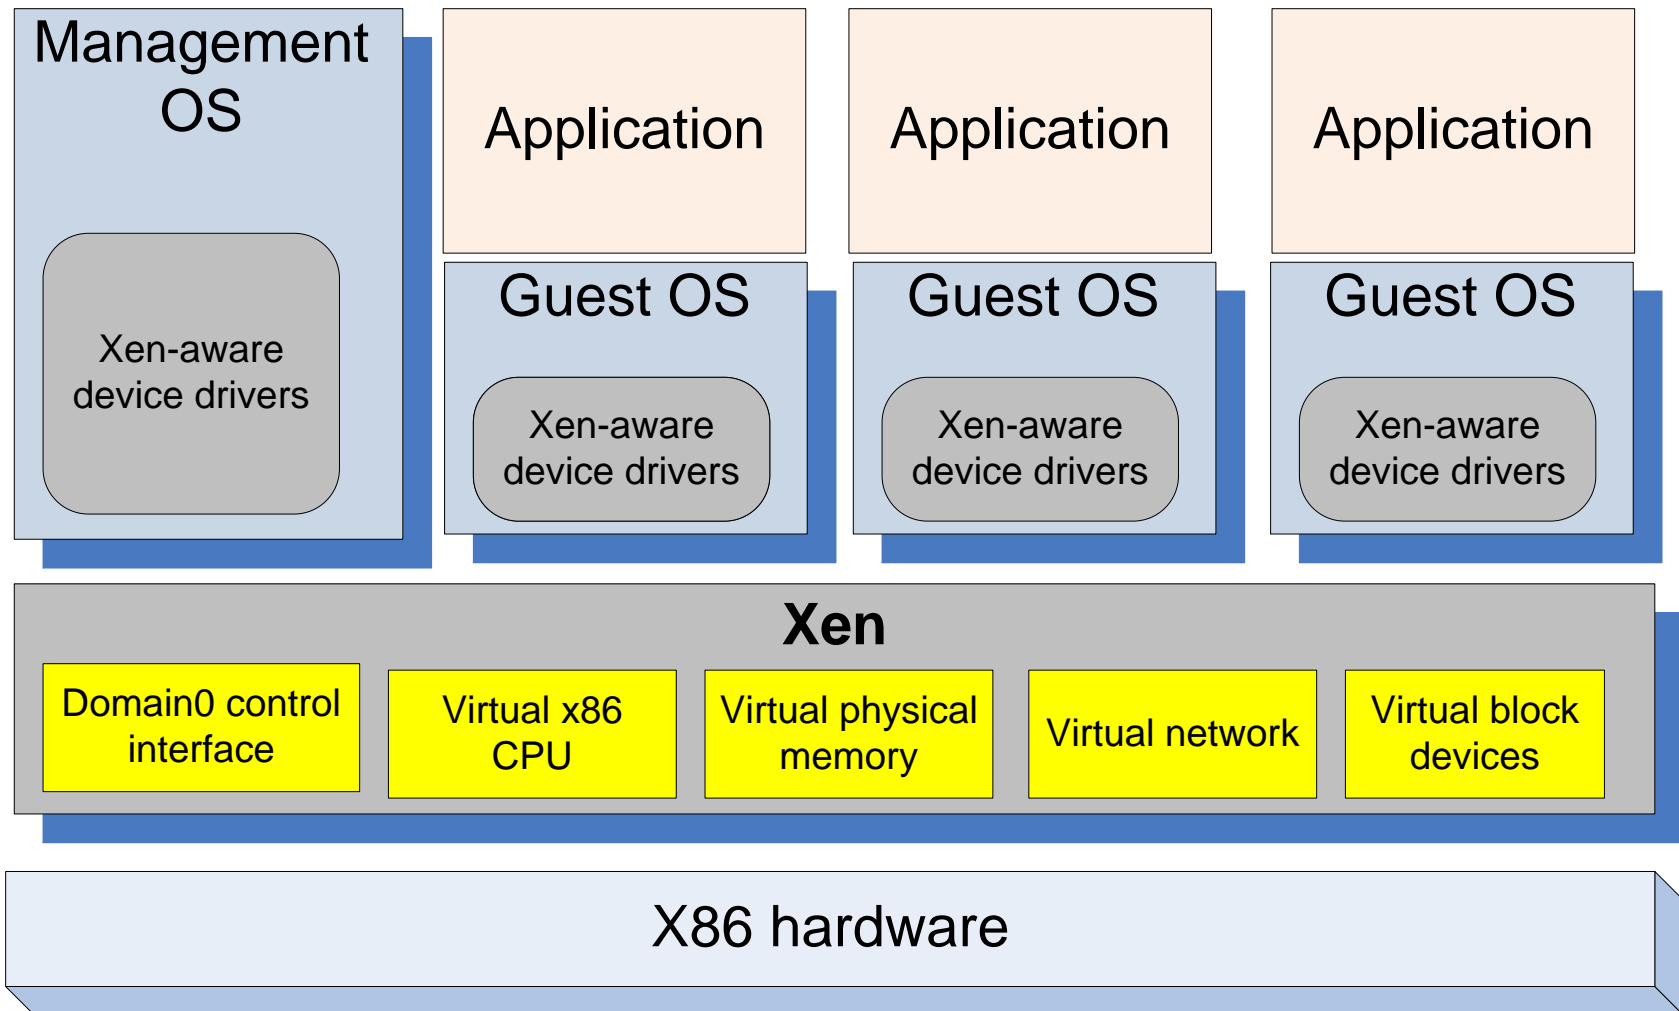 Management
OS
Application
Application
Application
Xen-aware
device drivers
Guest OS
Guest OS
Guest OS
Xen-aware
device drivers
Xen-aware
device drivers
Xen-aware
device drivers
Xen
Domain0 control
interface
Virtual x86
CPU
Virtual physical
memory
Virtual network
Virtual block
devices
X86 hardware